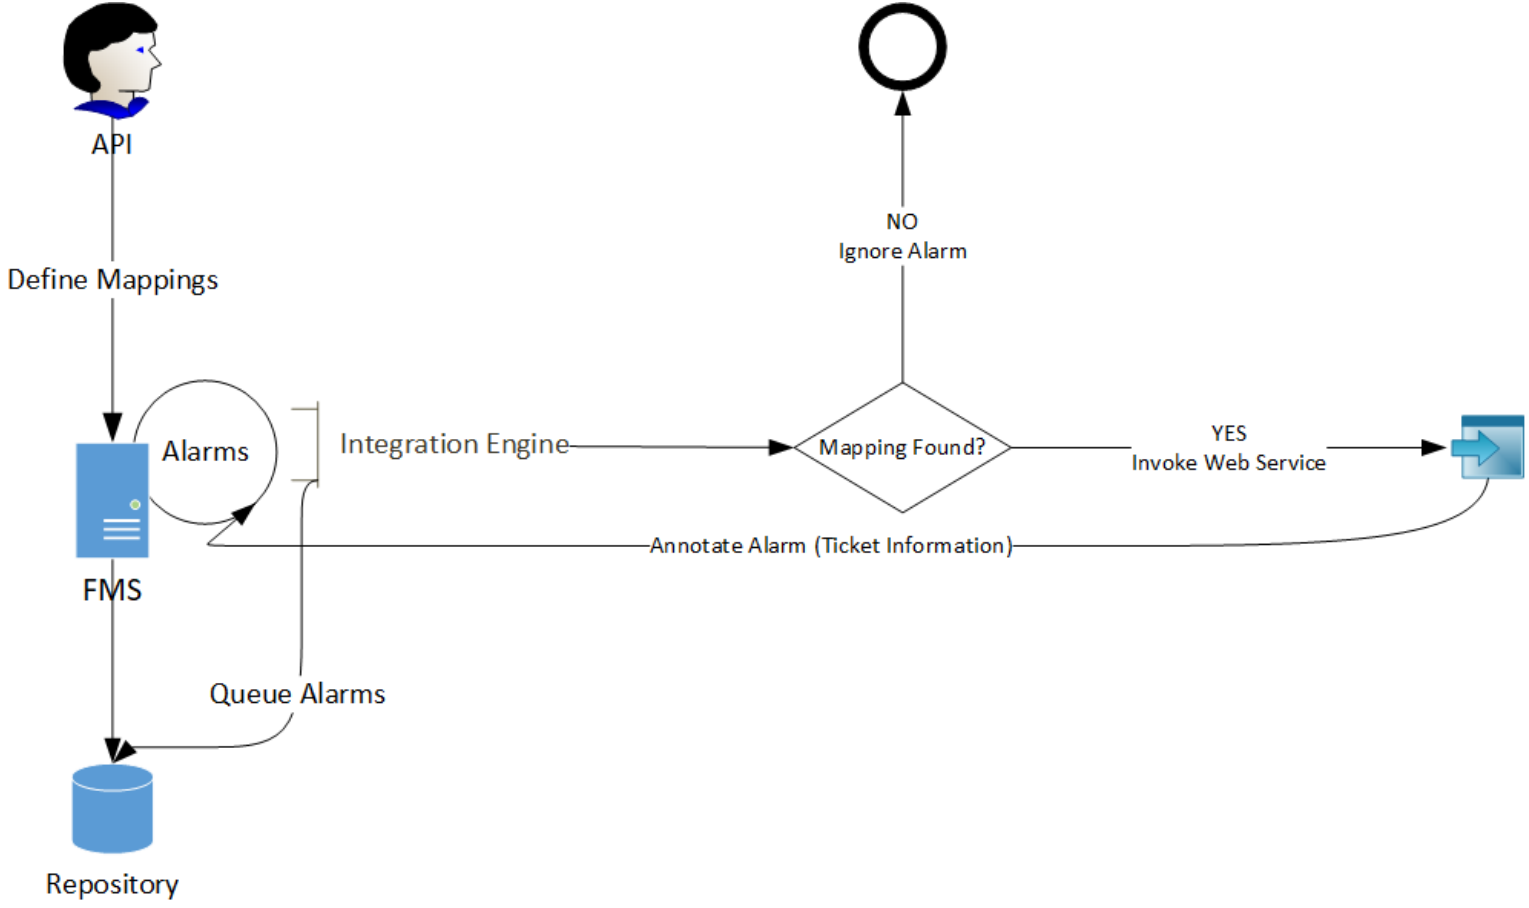 API
NO
Ignore Alarm
Define Mappings
Alarms
Integration Engine
Mapping Found?
YES
Invoke Web Service
Annotate Alarm (Ticket Information)
FMS
Queue Alarms
Repository